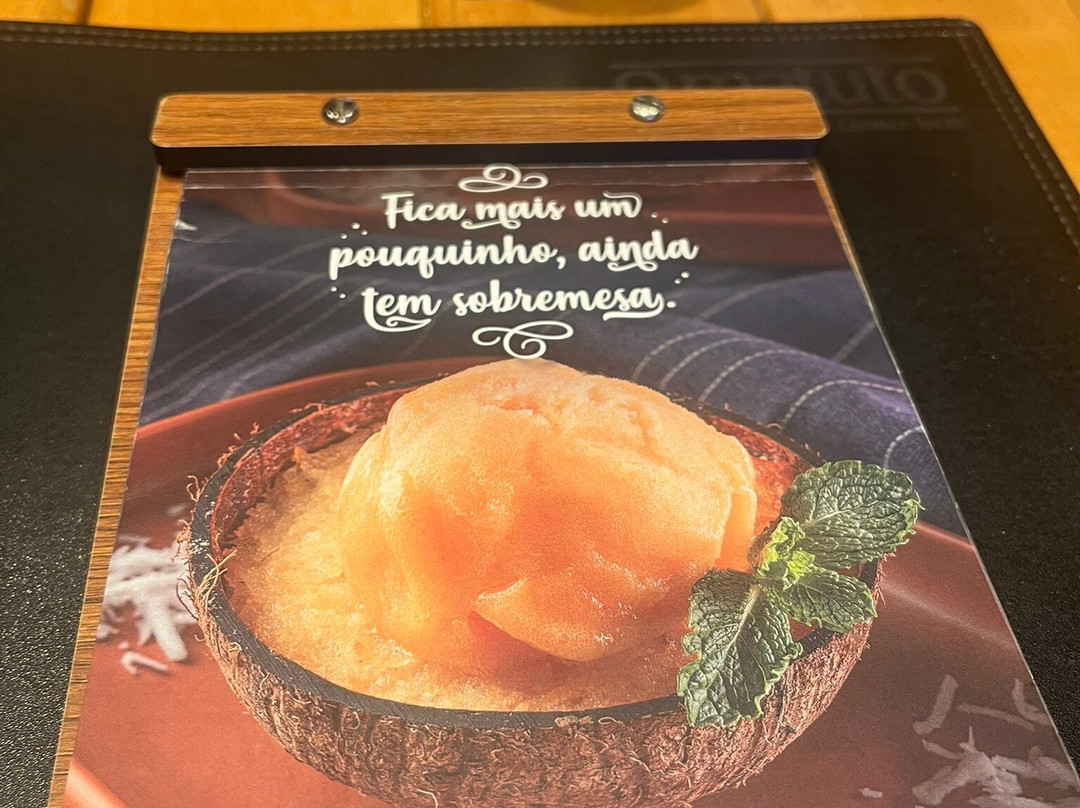 Fica mais um
pouquinho, ainda
tem sobremesa.